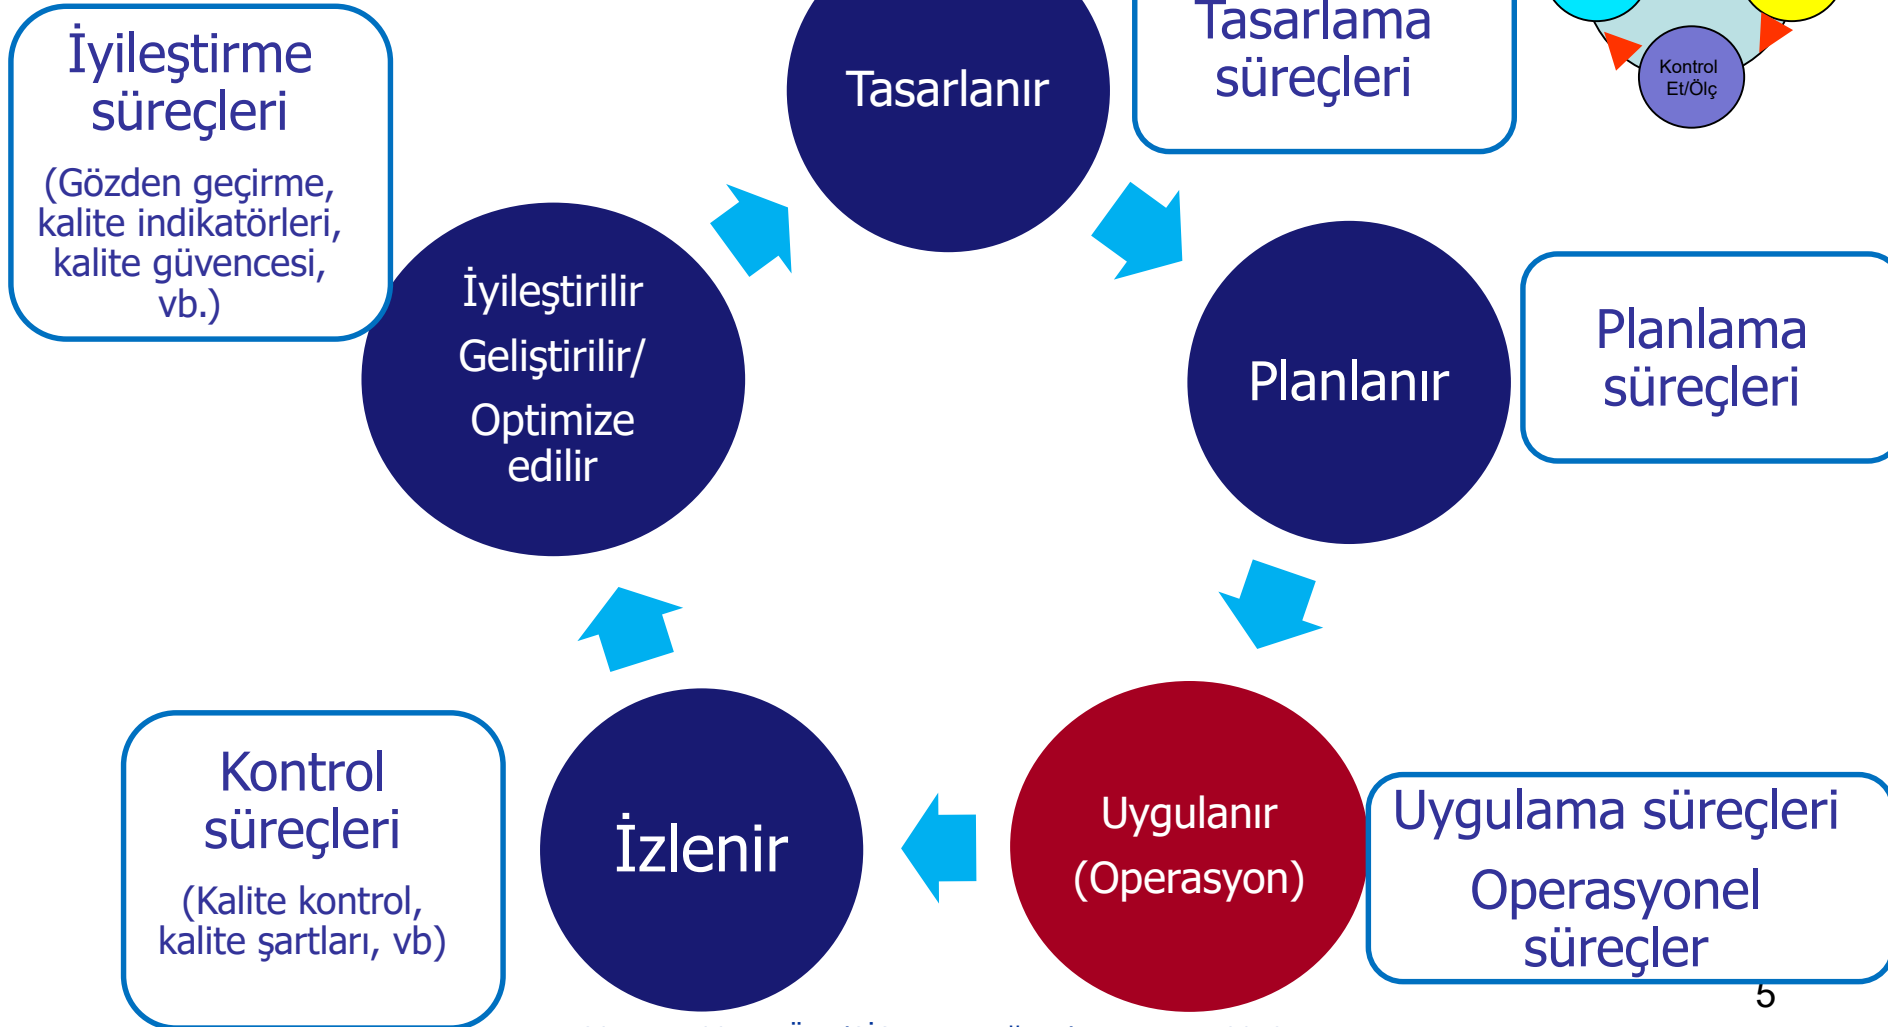 İyileştirme
süreçleri
(Gözden geçirme,
kalite indikatörleri,
kalite güvencesi,
vb.)
Tasarlanır
Tasarlama
süreçleri
Kontrol
Et/Ölç
İyileştirilir
Geliştirilir/
Optimize
edilir
Planlanır
Planlama
süreçleri
Kontrol
süreçleri
(Kalite kontrol,
kalite şartları, vb)
İzlenir
Uygulanır
(Operasyon)
Uygulama süreçleri
Operasyonel
süreçler
5